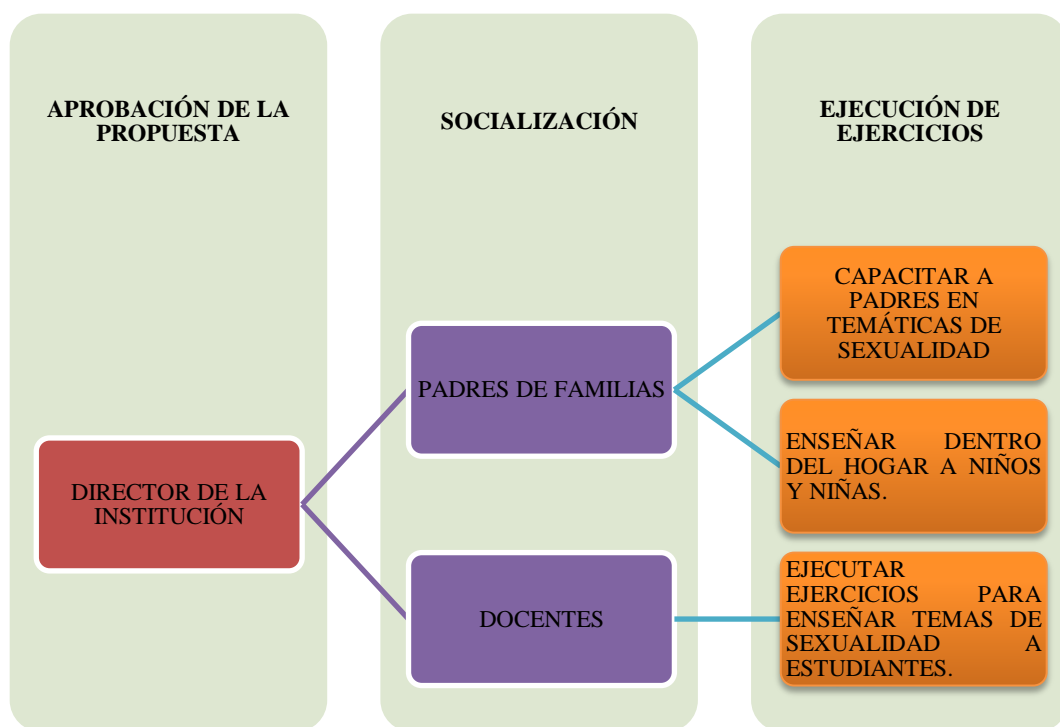 APROBACIÓN DE LA
PROPUESTA
SOCIALIZACIÓN
EJECUCIÓN DE
EJERCICIOS
DIRECTOR DE LA
INSTITUCIÓN
PADRES DE FAMILIAS
DOCENTES
CAPACITAR A
PADRES EN
TEMÁTICAS DE
SEXUALIDAD
ENSEÑAR DENTRO
DEL HOGAR A NIÑOS
Y NIÑAS.
EJECUTAR
EJERCICIOS PARA
ENSEÑAR TEMAS DE
SEXUALIDAD A
ESTUDIANTES.